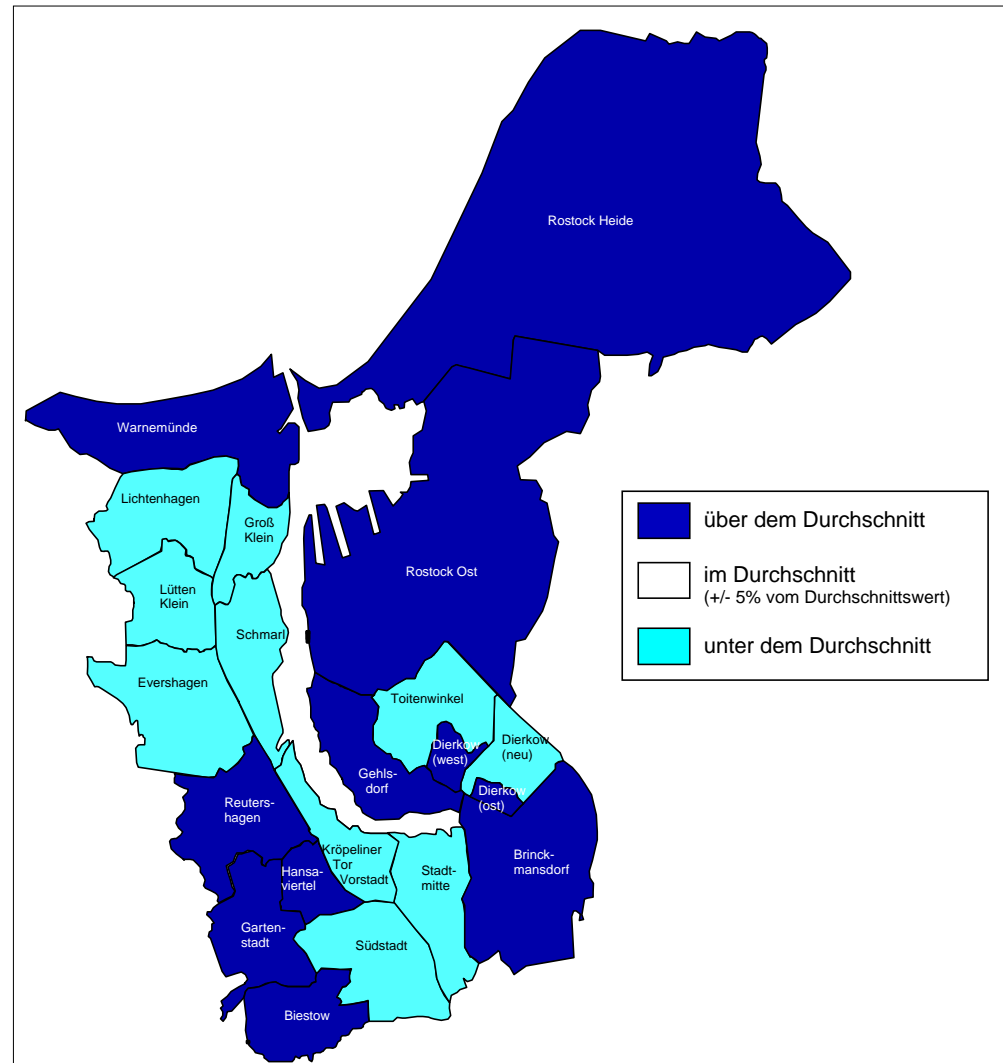 Rostock Heide
Warnemünde
Lichtenhagen
Groß
Klein
Rostock Ost
Lütten
Klein
Schmarl
Evershagen
Toitenwinkel
Dierkow
(west)
Dierkow
(neu)
Gehls-
dorf
Dierkow
(ost)
Reuters-
hagen
Kröpeliner
Tor
Vorstadt
Hansa-
viertel
Stadt-
mitte
Brinck-
mansdorf
Garten-
stadt
Südstadt
Biestow
über dem Durchschnitt
im Durchschnitt
(+/- 5% vom Durchschnittswert)
unter dem Durchschnitt